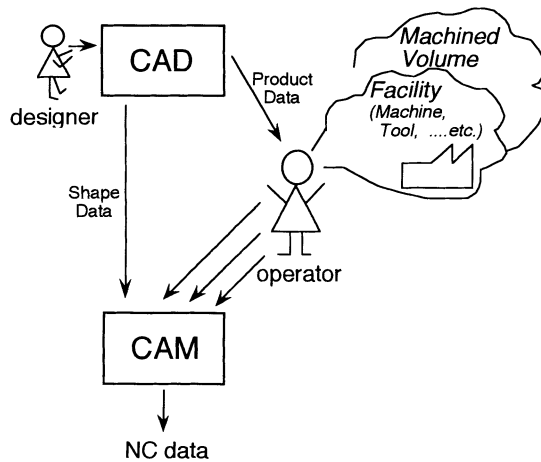 Machined
Volume
CAD
Product
Data
Facility
(Machine,
Tool, ....etc.)
designer
Shape
Data
operator
CAM
NC data